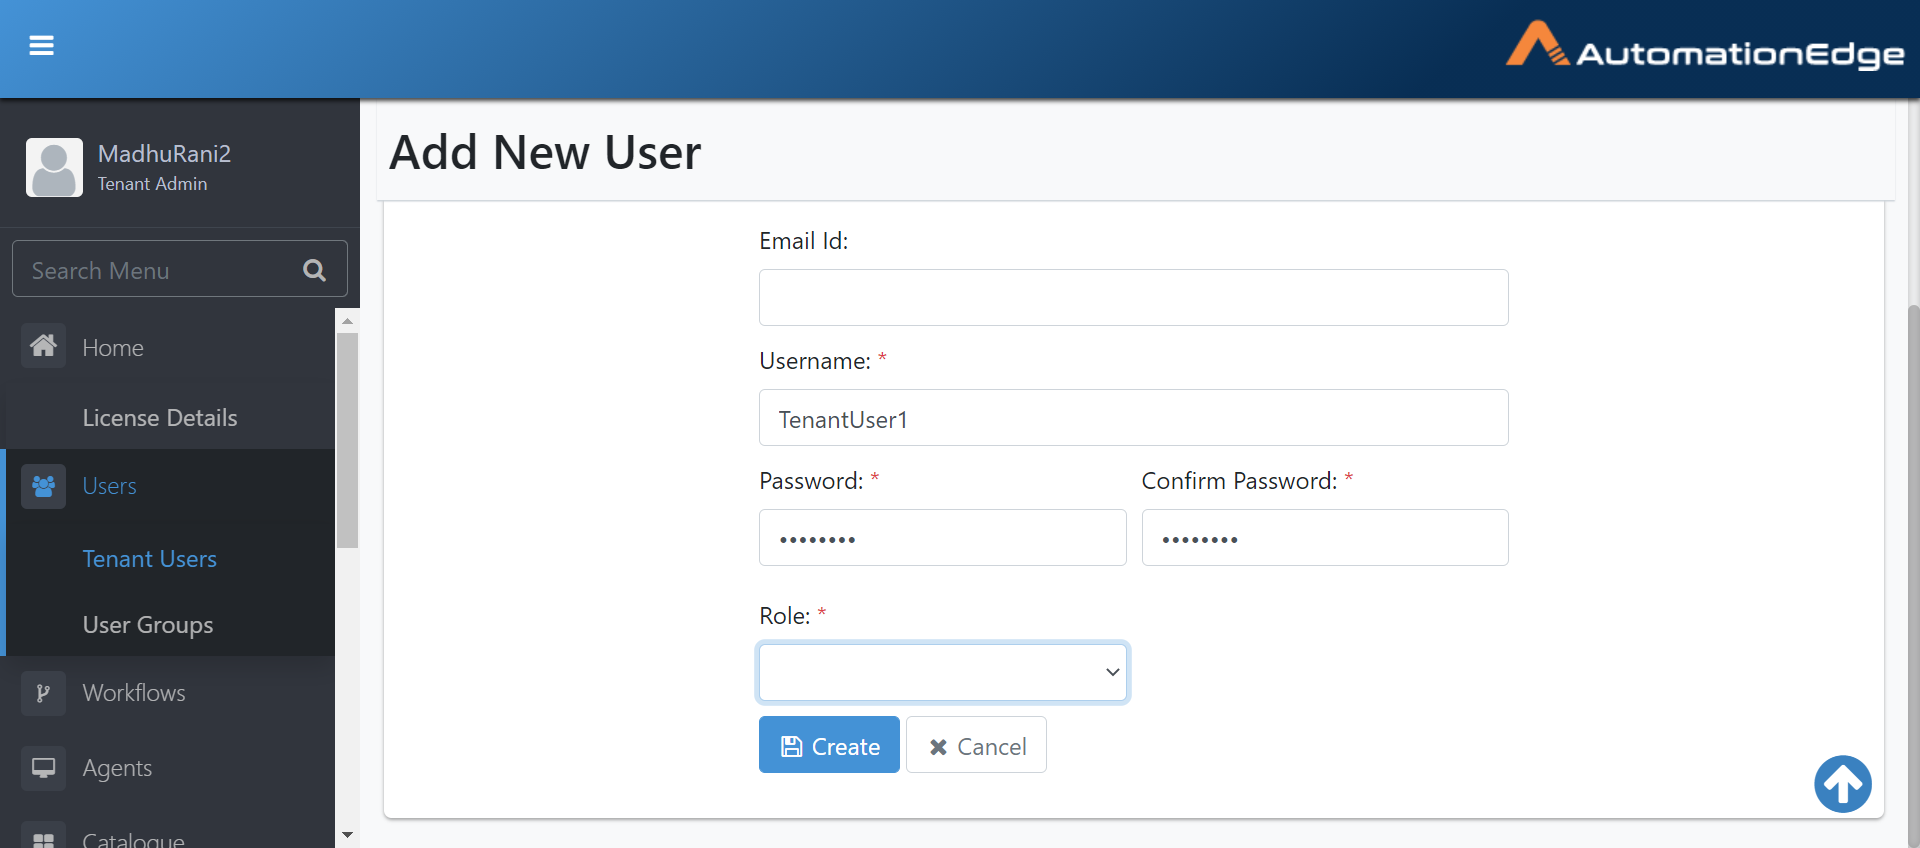 AutomationEdge
MadhuRani2
Tenant Admin
Search Menu
Home
License Details
Users
Tenant Users
User Groups
Workflows
Agents
Catalogue
Add New User
Email Id:
Username: *
TenantUser1
Password: * Confirm Password: *
•••••••• ••••••••
Role: *
Create Cancel